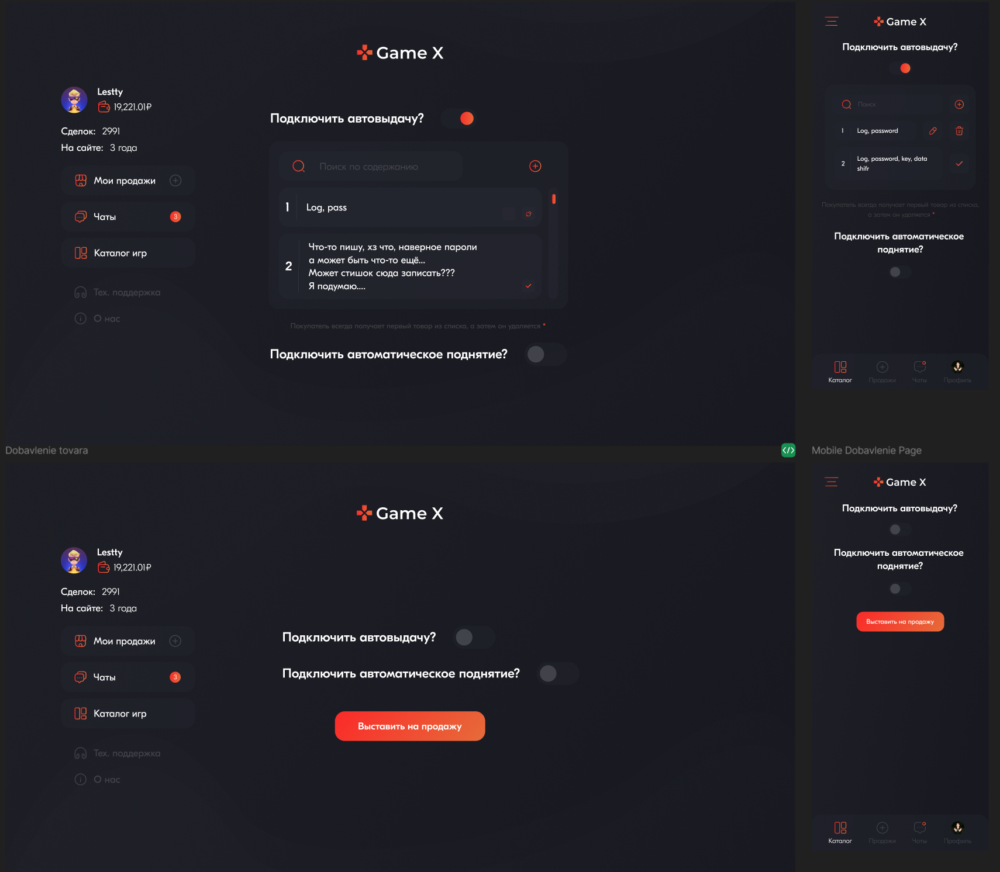 Game X
Lestty
19,221.01₽
Сделок: 2991
На сайте: 3 года
Мои продажи
Чаты 3
Каталог игр
Тех. поддержка
О нас
Подключить автовыдачу?
Поиск по содержанию
1 Log, pass
2
Что-то пишу, хз что, наверное пароли
а может быть что-то ещё...
Может стишок сюда записать???
Я подумаю....
Покупатель всегда получает первый товар из списка, а затем он удаляется *
Подключить автоматическое поднятие?
Game X
Подключить автовыдачу?
Поиск
1 Log, password
2 Log, password, key, data
shifr
Покупатель всегда получает первый товар из списка,
а затем он удаляется *
Подключить автоматическое
поднятие?
Каталог Продажи Чаты Профиль
Dobavlenie tovara
</>
Game X
Lestty
19,221.01₽
Сделок: 2991
На сайте: 3 года
Мои продажи
Чаты 3
Каталог игр
Тех. поддержка
О нас
Подключить автовыдачу?
Подключить автоматическое поднятие?
Выставить на продажу
Mobile Dobavlenie Page
Game X
Подключить автовыдачу?
Подключить автоматическое
поднятие?
Выставить на продажу
Каталог Продажи Чаты Профиль